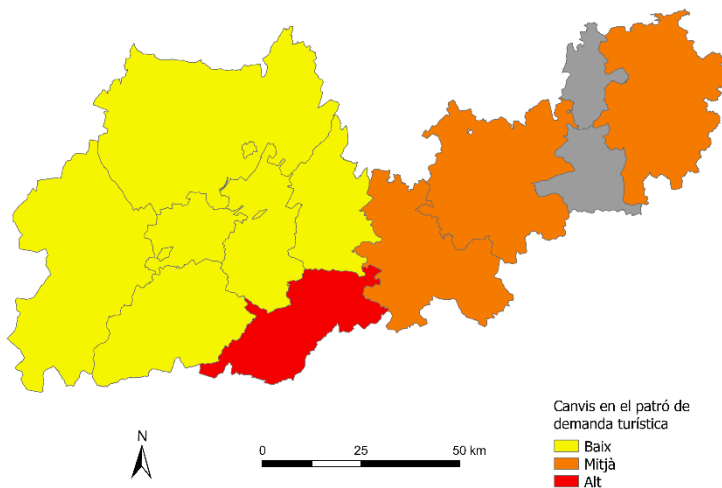 Canvis en el patró de
demanda turística
Baix
Mitjà
Alt
N
0 25 50 km